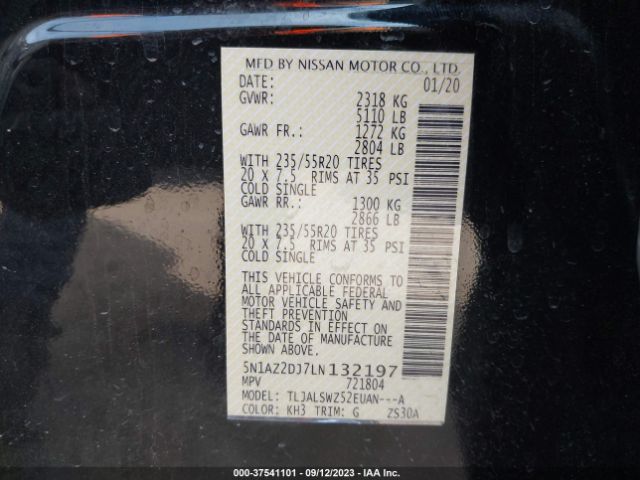 MFD BY NISSAN MOTOR CO., LTD.
DATE: 01/20
GVWR: 2318 KG
5110 LB
GAWR FR.: 1272 KG
2804 LB
WITH 235/55R20 TIRES
20 X 7.5 RIMS AT 35 PSI
COLD SINGLE
GAWR RR.: 1300 KG
2866 LB
WITH 235/55R20 TIRES
20 X 7.5 RIMS AT 35 PSI
COLD SINGLE
THIS VEHICLE CONFORMS TO
ALL APPLICABLE FEDERAL
MOTOR VEHICLE SAFETY AND
THEFT PREVENTION
STANDARDS IN EFFECT ON
THE DATE OF MANUFACTURE
SHOWN ABOVE.
5N1AZ2DJ7LN132197
MPV 721804
MODEL: TLJALSWZ52EUAN---A
COLOR: KH3 TRIM: G ZS30A
5-37541101 - 09/12/2023 - IAA Inc.